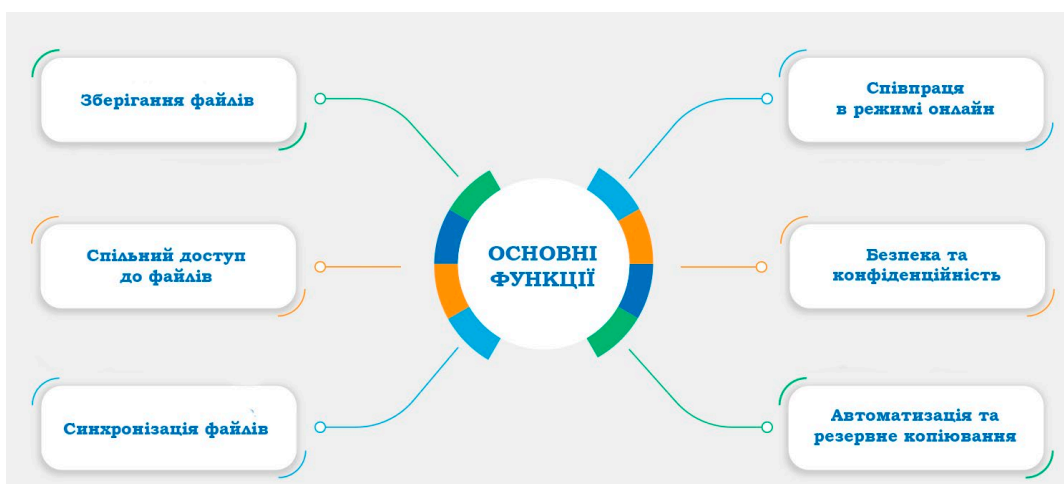 Зберігання файлів
Спільний доступ
до файлів
Синхронізація файлів
ОСНОВНІ
ФУНКЦІЇ
Співпраця
в режимі онлайн
Безпека та
конфіденційність
Автоматизація та
резервне копіювання